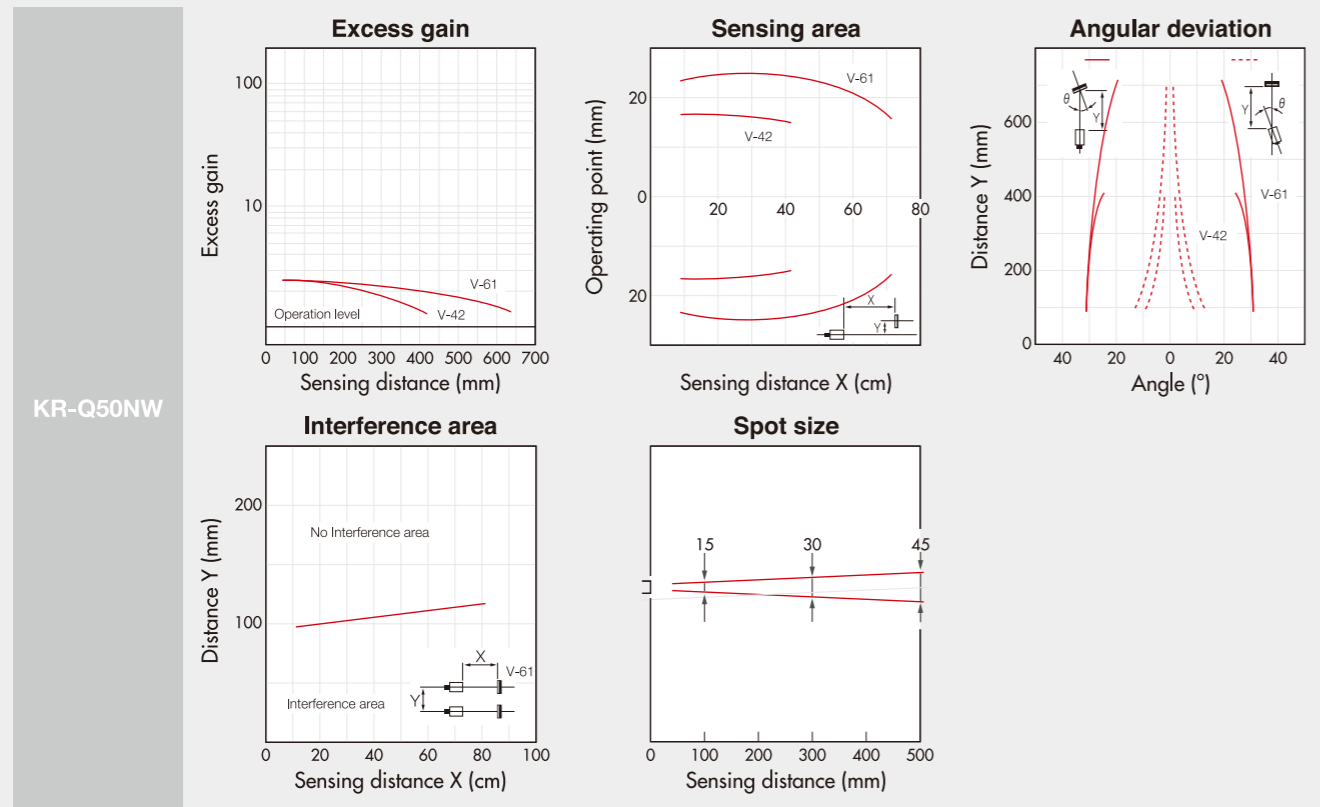 KR-Q50NW
Excess gain
Excess gain
100
10
V-61
V-42
Operation level
0 100 200 300 400 500 600 700
Sensing distance (mm)
Sensing area
Operating point (mm)
20
0
20
V-61
V-42
20 40 60 80
X
Y
Sensing distance X (cm)
Angular deviation
Distance Y (mm)
600
400
200
0
θ
Y
Y
θ
V-61
V-42
40 20 0 20 40
Angle (°)
Interference area
Distance Y (mm)
200
100
No Interference area
Interference area
X
V-61
Y
0 20 40 60 80 100
Sensing distance X (cm)
Spot size
15 30 45
0 100 200 300 400 500
Sensing distance (mm)